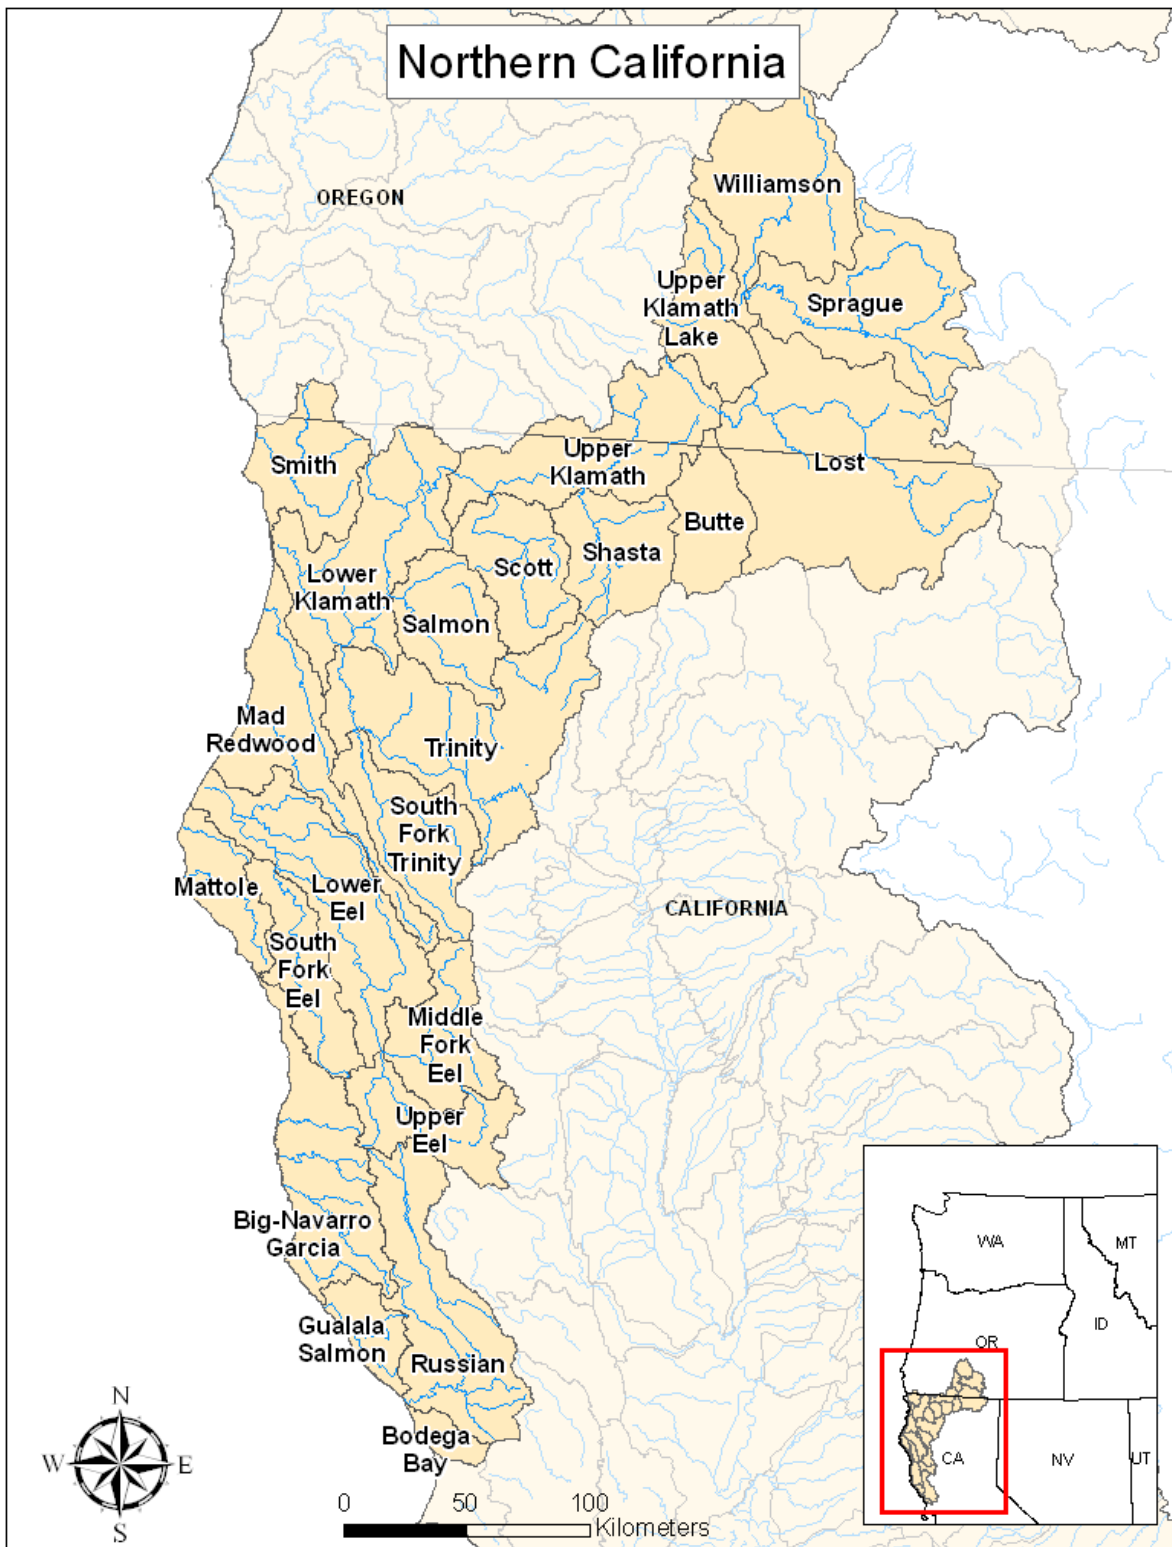 Northern California
OREGON
Williamson
Upper
Klamath
Lake
Sprague
Smith
Upper
Klamath
Lost
Butte
Shasta
Scott
Lower
Klamath
Salmon
Mad
Redwood
Trinity
South
Fork
Trinity
Mattole
Lower
Eel
CALIFORNIA
South
Fork
Eel
Middle
Fork
Eel
Upper
Eel
Big-Navarro
Garcia
Gualala
Salmon
Russian
Bodega
Bay
N
W
E
S
0 50 100
Kilometers
WA
MT
OR
ID
CA
NV
UT